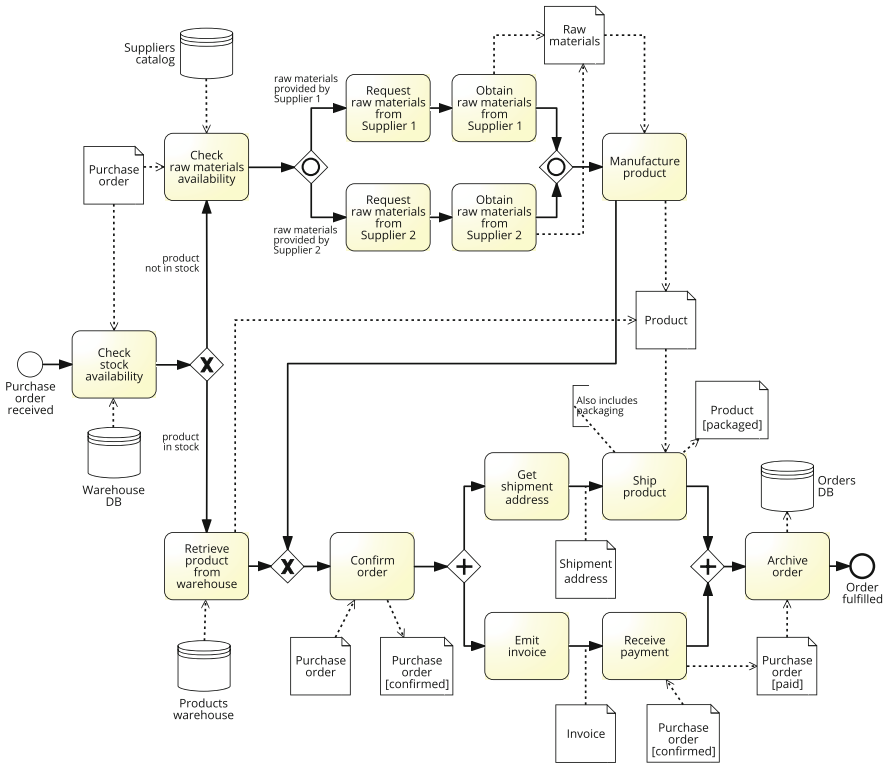 Suppliers
catalog
Raw
materials
raw materials
provided by
Supplier 1
Request
raw materials
from
Supplier 1
Obtain
raw materials
from
Supplier 1
Purchase
order
Check
raw materials
availability
Manufacture
product
Request
raw materials
from
Supplier 2
Obtain
raw materials
from
Supplier 2
raw materials
provided by
Supplier 2
product
not in stock
Product
Check
stock
availability
X
Purchase
order
received
Also includes
packaging
Product
[packaged]
product
in stock
Warehouse
DB
Get
shipment
address
Ship
product
Orders
DB
Retrieve
product
from
warehouse
X
Confirm
order
Shipment
address
Archive
order
Order
fulfilled
Emit
invoice
Receive
payment
Purchase
order
Purchase
order
[confirmed]
Purchase
order
[paid]
Products
warehouse
Invoice
Purchase
order
[confirmed]